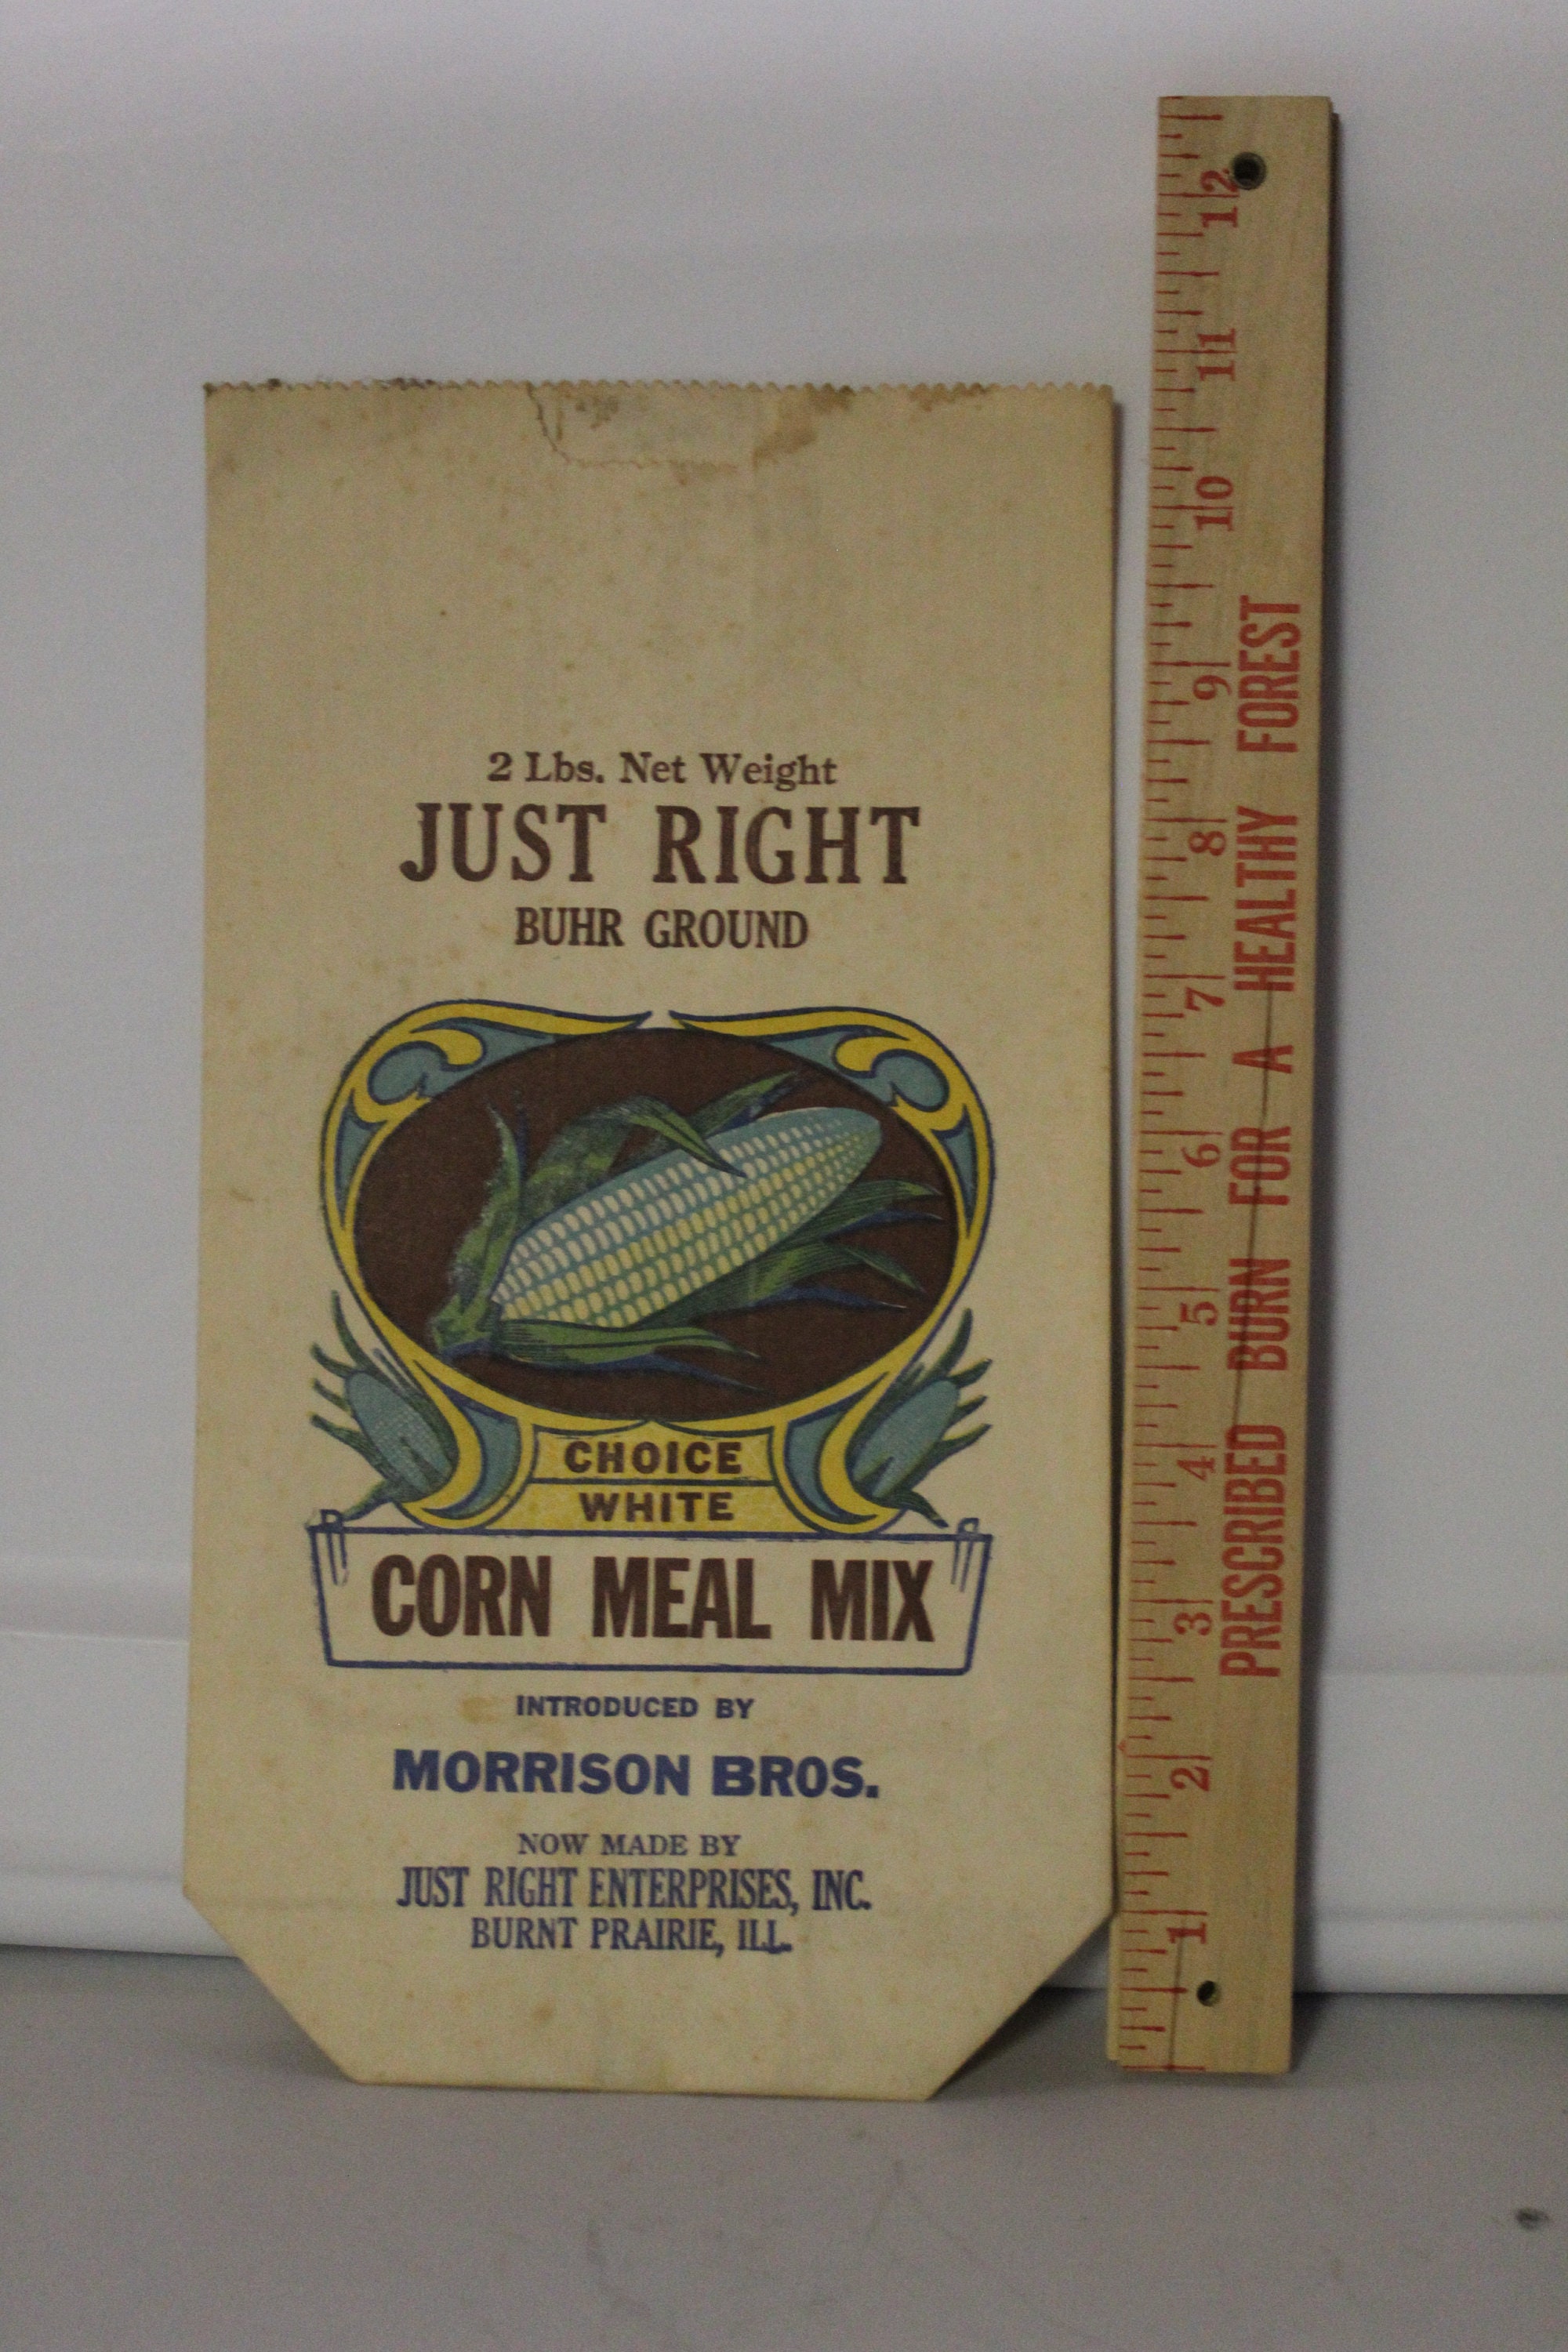 2 Lbs. Net Weight
JUST RIGHT
BUHR GROUND
CHOICE
WHITE
CORN MEAL MIX
INTRODUCED BY
MORRISON BROS.
NOW MADE BY
JUST RIGHT ENTERPRISES, INC.
BURNT PRAIRIE, ILL.
1 2 3 4 5 6 7 8 9 10 11 12
PRESCRIBED BURN FOR A HEALTHY FOREST